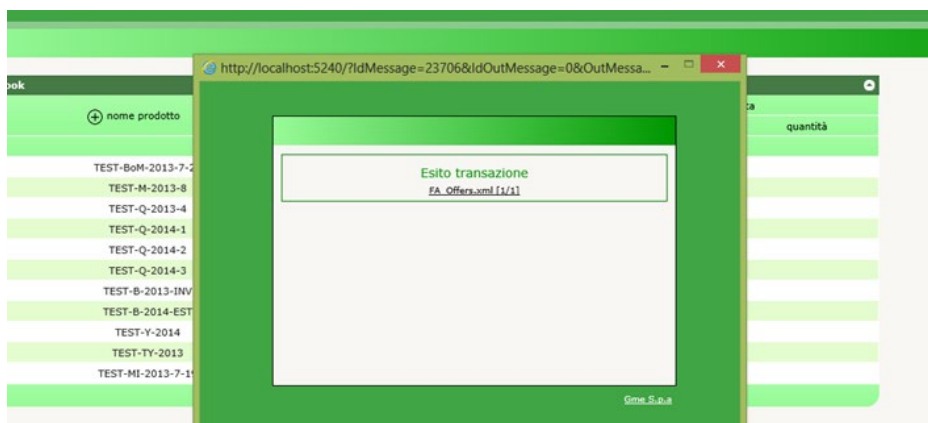 http://localhost:5240/?IdMessage=23706&IdOutMessage=0&OutMessa...
ook
ta
nome prodotto
quantità
TEST-BoM-2013-7-2
TEST-M-2013-8
TEST-Q-2013-4
TEST-Q-2014-1
TEST-Q-2014-2
TEST-Q-2014-3
TEST-B-2013-INV
TEST-B-2014-EST
TEST-Y-2014
TEST-TY-2013
TEST-MI-2013-7-19
Esito transazione
FA_Offers.xml [1/1]
Gme S.p.a